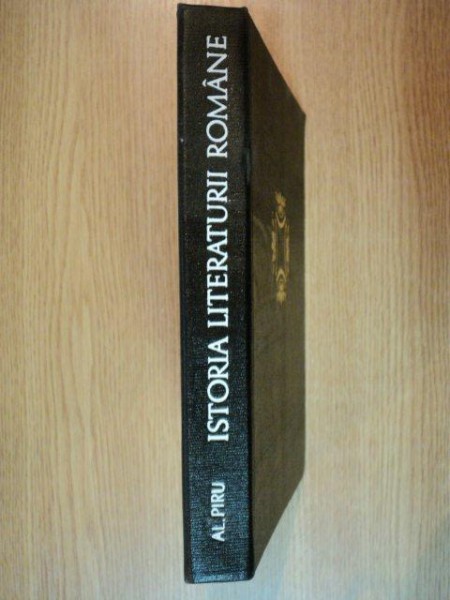 AL. PIRU
ISTORIA LITERATURII ROMÂNE